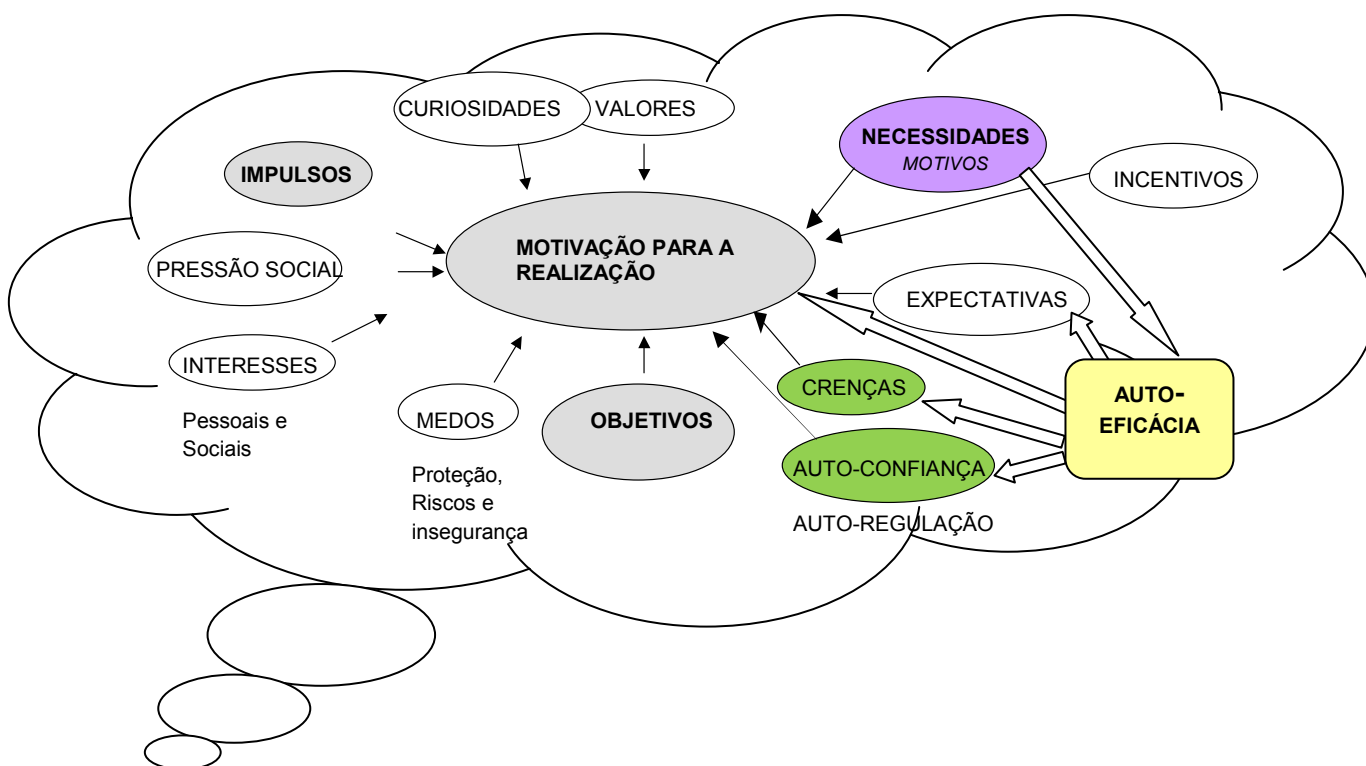 CURIOSIDADES
VALORES
NECESSIDADES
MOTIVOS
IMPULSOS
INCENTIVOS
MOTIVAÇÃO PARA A
REALIZAÇÃO
PRESSÃO SOCIAL
EXPECTATIVAS
INTERESSES
Pessoais e
Sociais
MEDOS
Proteção,
Riscos e
insegurança
OBJETIVOS
CRENÇAS
AUTO-CONFIANÇA
AUTO-REGULAÇÃO
AUTO-
EFICÁCIA